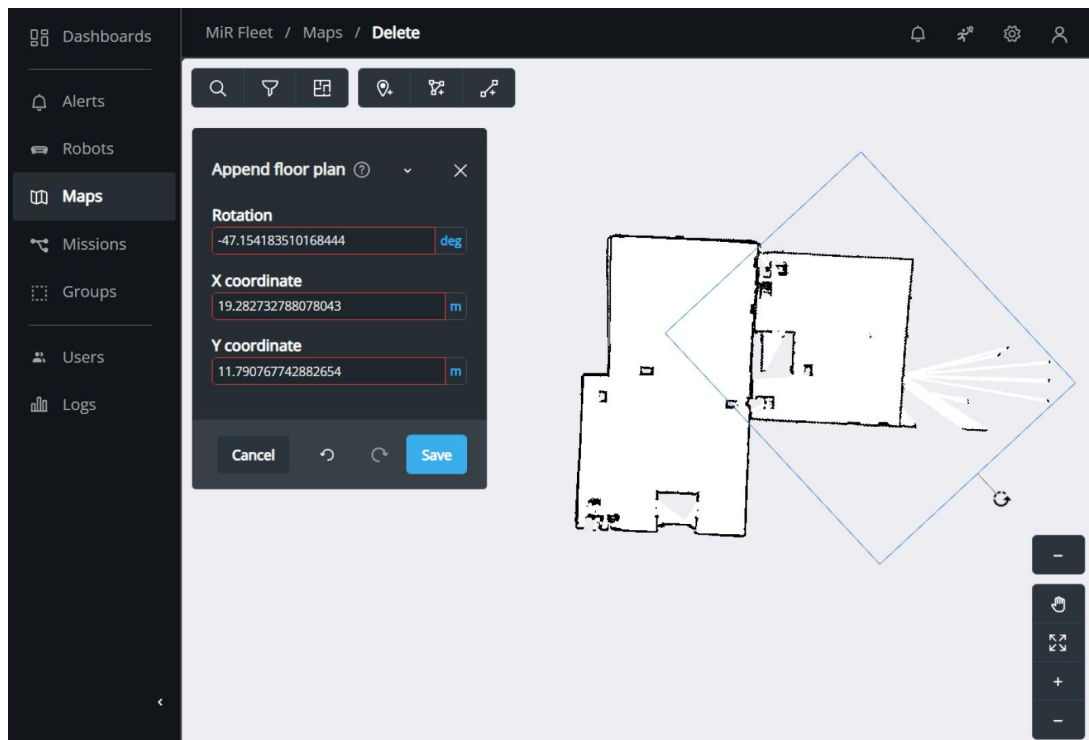 Dashboards
MiR Fleet / Maps / Delete
Alerts
Robots
Maps
Missions
Groups
Users
Logs
Append floor plan ?
Rotation
-47.154183510168444 deg
X coordinate
19.282732788078043 m
Y coordinate
11.790767742882654 m
Cancel Save